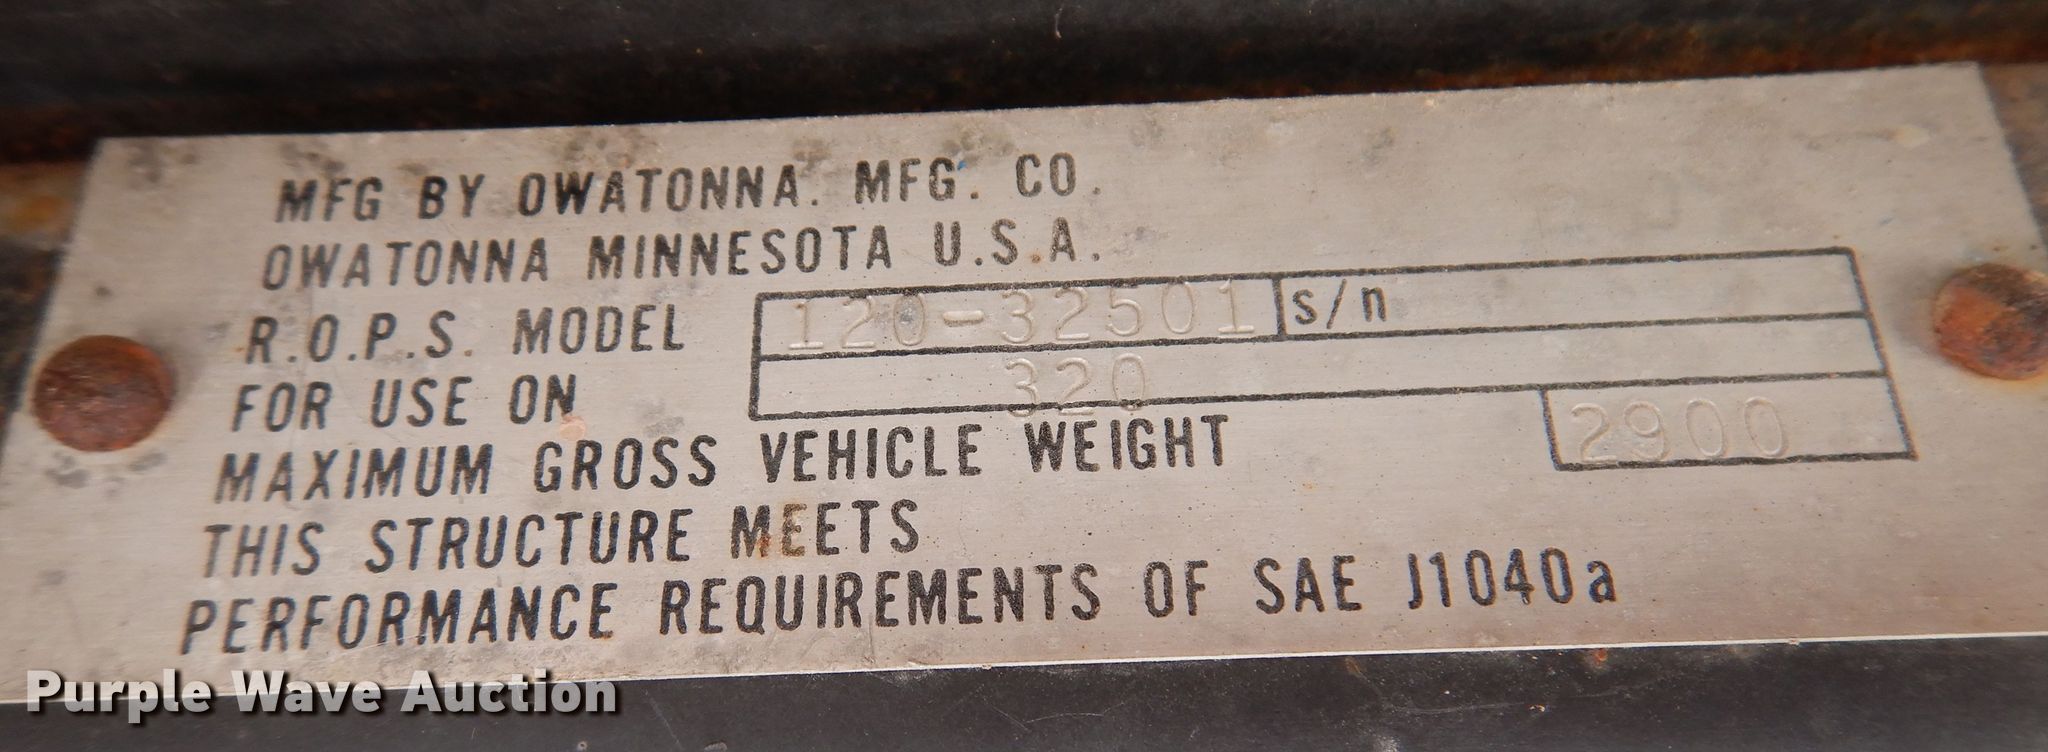 MFG BY OWATONNA. MFG. CO.
OWATONNA MINNESOTA U.S.A.
R.O.P.S. MODEL 120-32501 s/n
FOR USE ON 320
MAXIMUM GROSS VEHICLE WEIGHT 2900
THIS STRUCTURE MEETS
PERFORMANCE REQUIREMENTS OF SAE J1040a
Purple Wave Auction